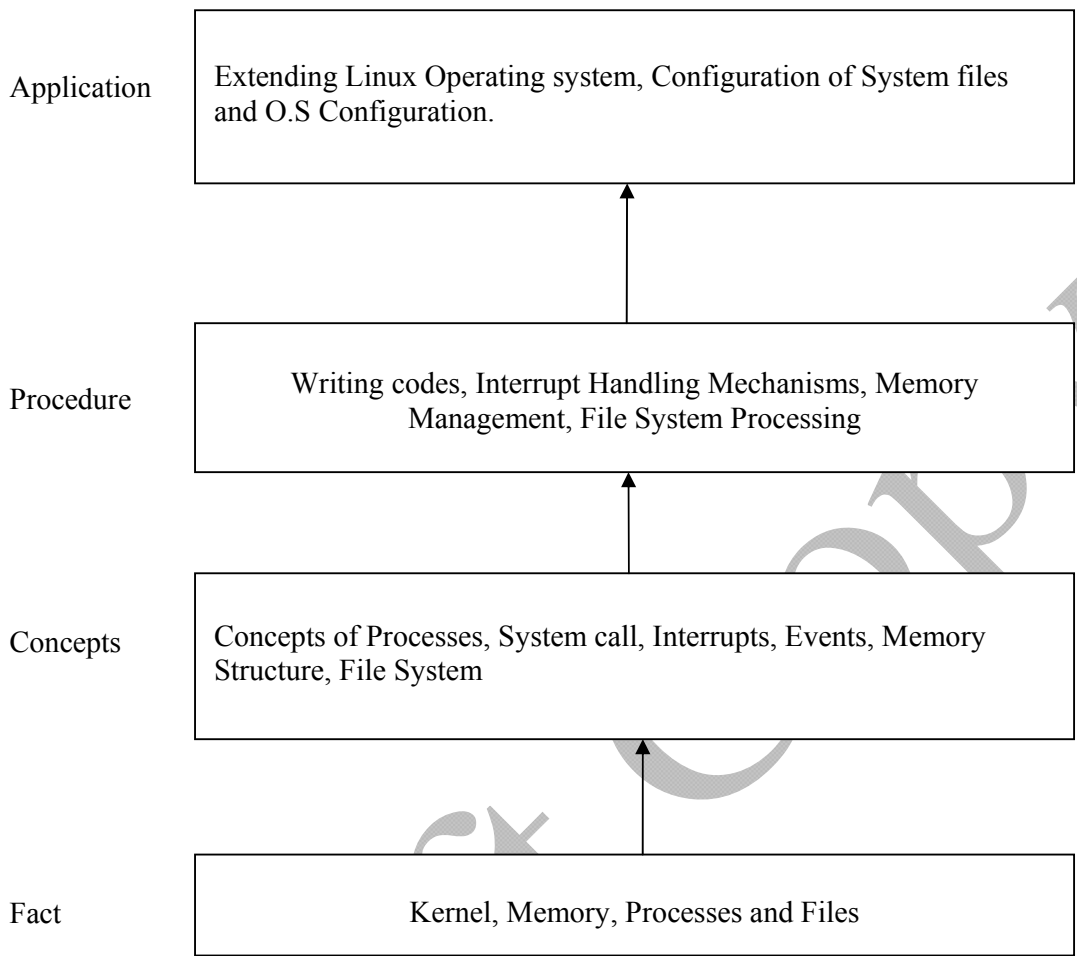 Application
Extending Linux Operating system, Configuration of System files
and O.S Configuration.
Procedure
Writing codes, Interrupt Handling Mechanisms, Memory
Management, File System Processing
Concepts
Concepts of Processes, System call, Interrupts, Events, Memory
Structure, File System
Fact
Kernel, Memory, Processes and Files